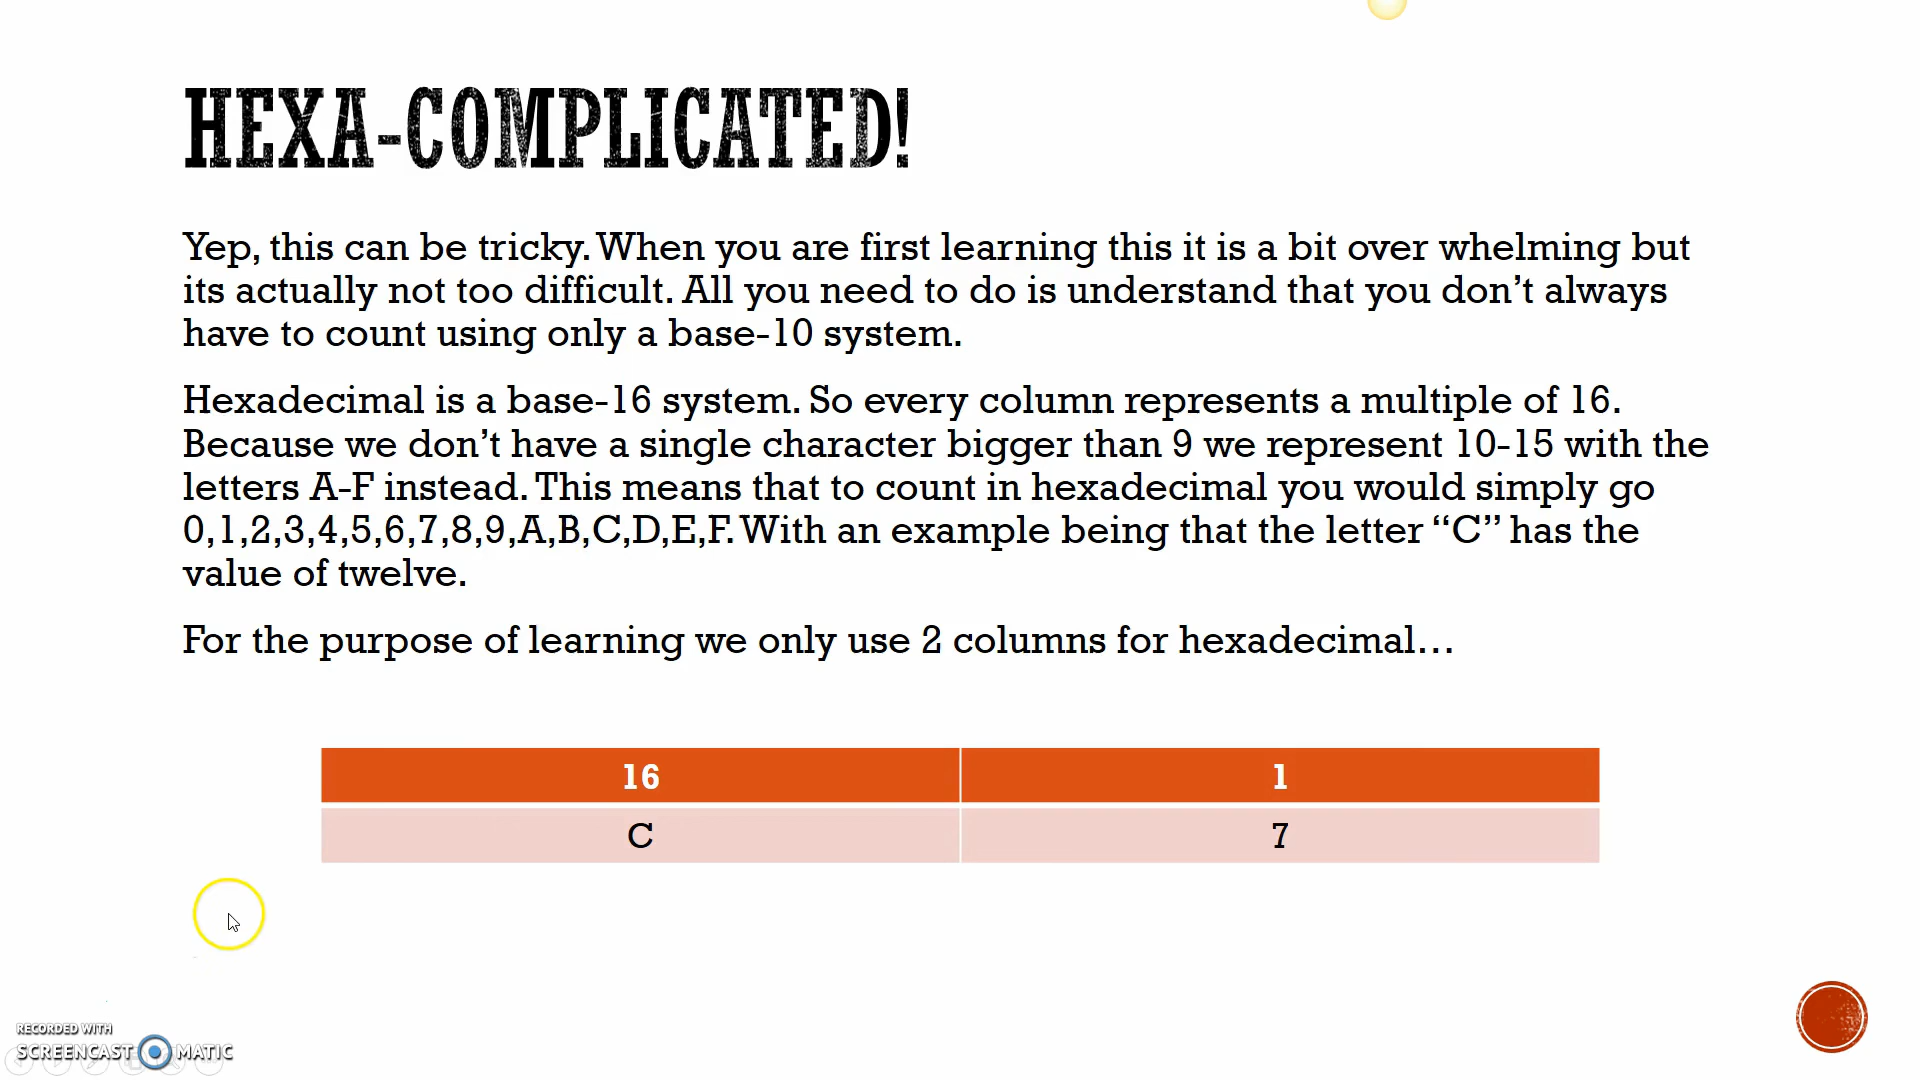 HEXA-COMPLICATED!
Yep, this can be tricky. When you are first learning this it is a bit over whelming but
its actually not too difficult. All you need to do is understand that you don’t always
have to count using only a base-10 system.
Hexadecimal is a base-16 system. So every column represents a multiple of 16.
Because we don’t have a single character bigger than 9 we represent 10-15 with the
letters A-F instead. This means that to count in hexadecimal you would simply go
0,1,2,3,4,5,6,7,8,9,A,B,C,D,E,F. With an example being that the letter “C” has the
value of twelve.
For the purpose of learning we only use 2 columns for hexadecimal...
16 1
C 7
RECORDED WITH
SCREENCAST MATIC